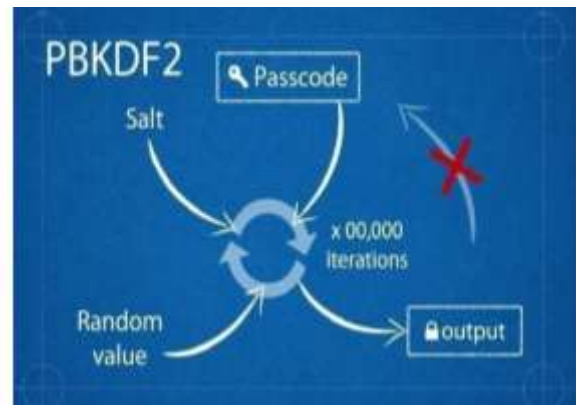 PBKDF2
Passcode
Salt
x 00,000
iterations
Random
value
output